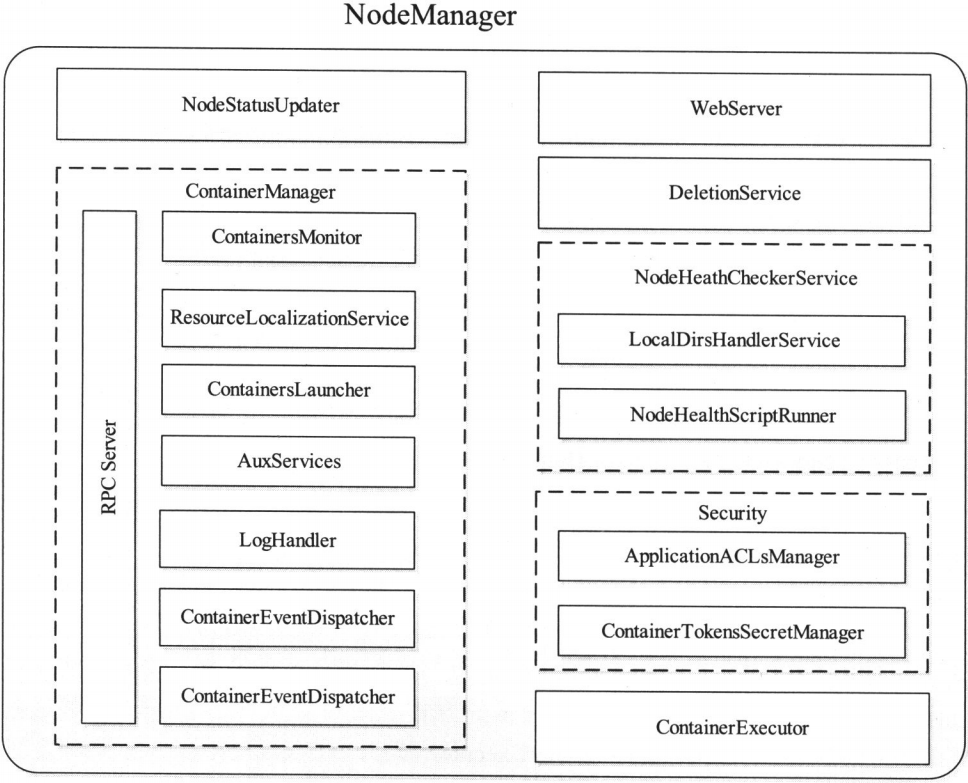 NodeManager
NodeStatusUpdater
ContainerManager
RPC Server
ContainersMonitor
ResourceLocalizationService
ContainersLauncher
AuxServices
LogHandler
ContainerEventDispatcher
ContainerEventDispatcher
WebServer
DeletionService
NodeHeathCheckerService
LocalDirsHandlerService
NodeHealthScriptRunner
Security
ApplicationACLsManager
ContainerTokensSecretManager
ContainerExecutor